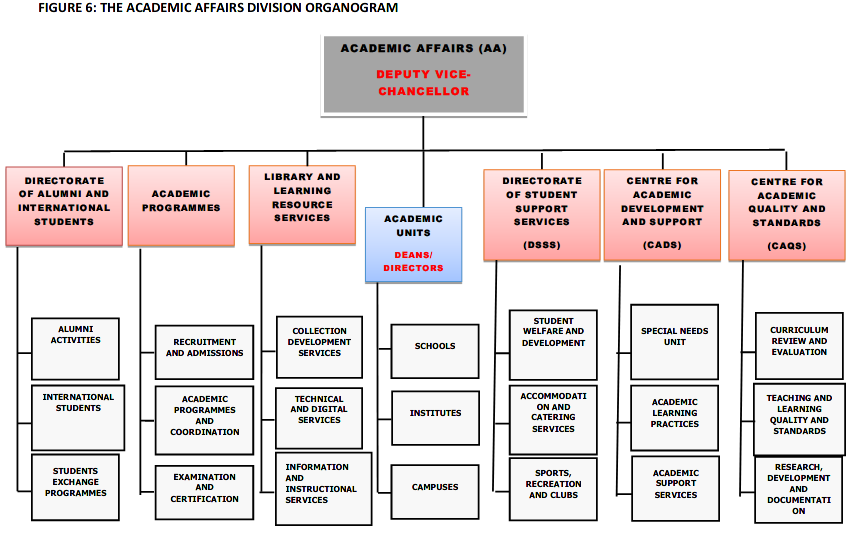 FIGURE 6: THE ACADEMIC AFFAIRS DIVISION ORGANOGRAM
ACADEMIC AFFAIRS (AA)
DEPUTY VICE-
CHANCELLOR
DIRECTORATE
OF ALUMNI AND
INTERNATIONAL
STUDENTS
ACADEMIC
PROGRAMMES
LIBRARY AND
LEARNING
RESOURCE
SERVICES
ACADEMIC
UNITS
DEANS/
DIRECTORS
DIRECTORATE
OF STUDENT
SUPPORT
SERVICES
(DSSS)
CENTRE FOR
ACADEMIC
DEVELOPMENT
AND SUPPORT
(CADS)
CENTRE FOR
ACADEMIC
QUALITY AND
STANDARDS
(CAQS)
ALUMNI
ACTIVITIES
INTERNATIONAL
STUDENTS
STUDENTS
EXCHANGE
PROGRAMMES
RECRUITMENT
AND ADMISSIONS
ACADEMIC
PROGRAMMES
AND
COORDINATION
EXAMINATION
AND
CERTIFICATION
COLLECTION
DEVELOPMENT
SERVICES
TECHNICAL
AND DIGITAL
SERVICES
INFORMATION
AND
INSTRUCTIONAL
SERVICES
SCHOOLS
INSTITUTES
CAMPUSES
STUDENT
WELFARE AND
DEVELOPMENT
ACCOMMODATI
ON AND
CATERING
SERVICES
SPORTS,
RECREATION
AND CLUBS
SPECIAL NEEDS
UNIT
ACADEMIC
LEARNING
PRACTICES
ACADEMIC
SUPPORT
SERVICES
CURRICULUM
REVIEW AND
EVALUATION
TEACHING AND
LEARNING
QUALITY AND
STANDARDS
RESEARCH,
DEVELOPMENT
AND
DOCUMENTATI
ON